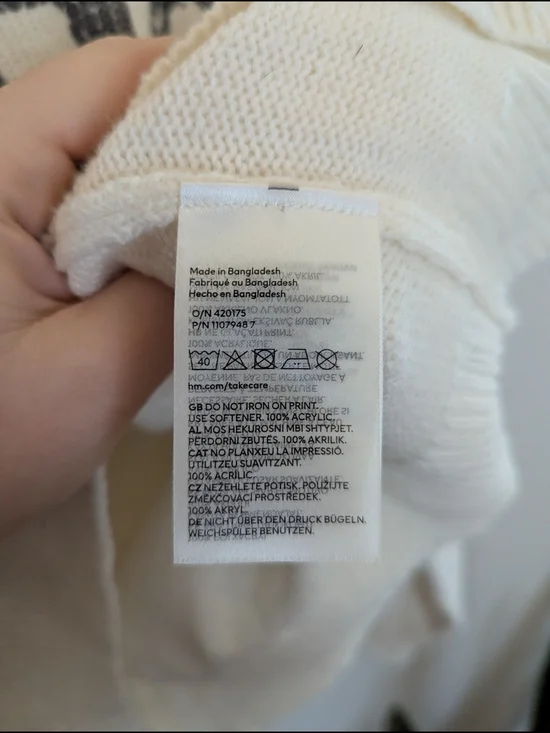 Made in Bangladesh
Fabriqué au Bangladesh
Hecho en Bangladesh
O/N 420175
P/N 1107948 7
40
hm.com/takecare
GB DO NOT IRON ON PRINT.
USE SOFTENER. 100% ACRYLIC.
AL MOS HEKUROSNI MBI SHTYPJET.
PËRDORNI ZBUTËS. 100% AKRILIK.
CAT NO PLANXEU LA IMPRESSIÓ.
UTILITZEU SUAVITZANT.
100% ACRÍLIC.
CZ NEŽEHLETE POTISK. POUŽIJTE
ZMĚKČOVACÍ PROSTŘEDEK.
100% AKRYL.
DE NICHT ÜBER DEN DRUCK BÜGELN.
WEICHSPÜLER BENUTZEN.